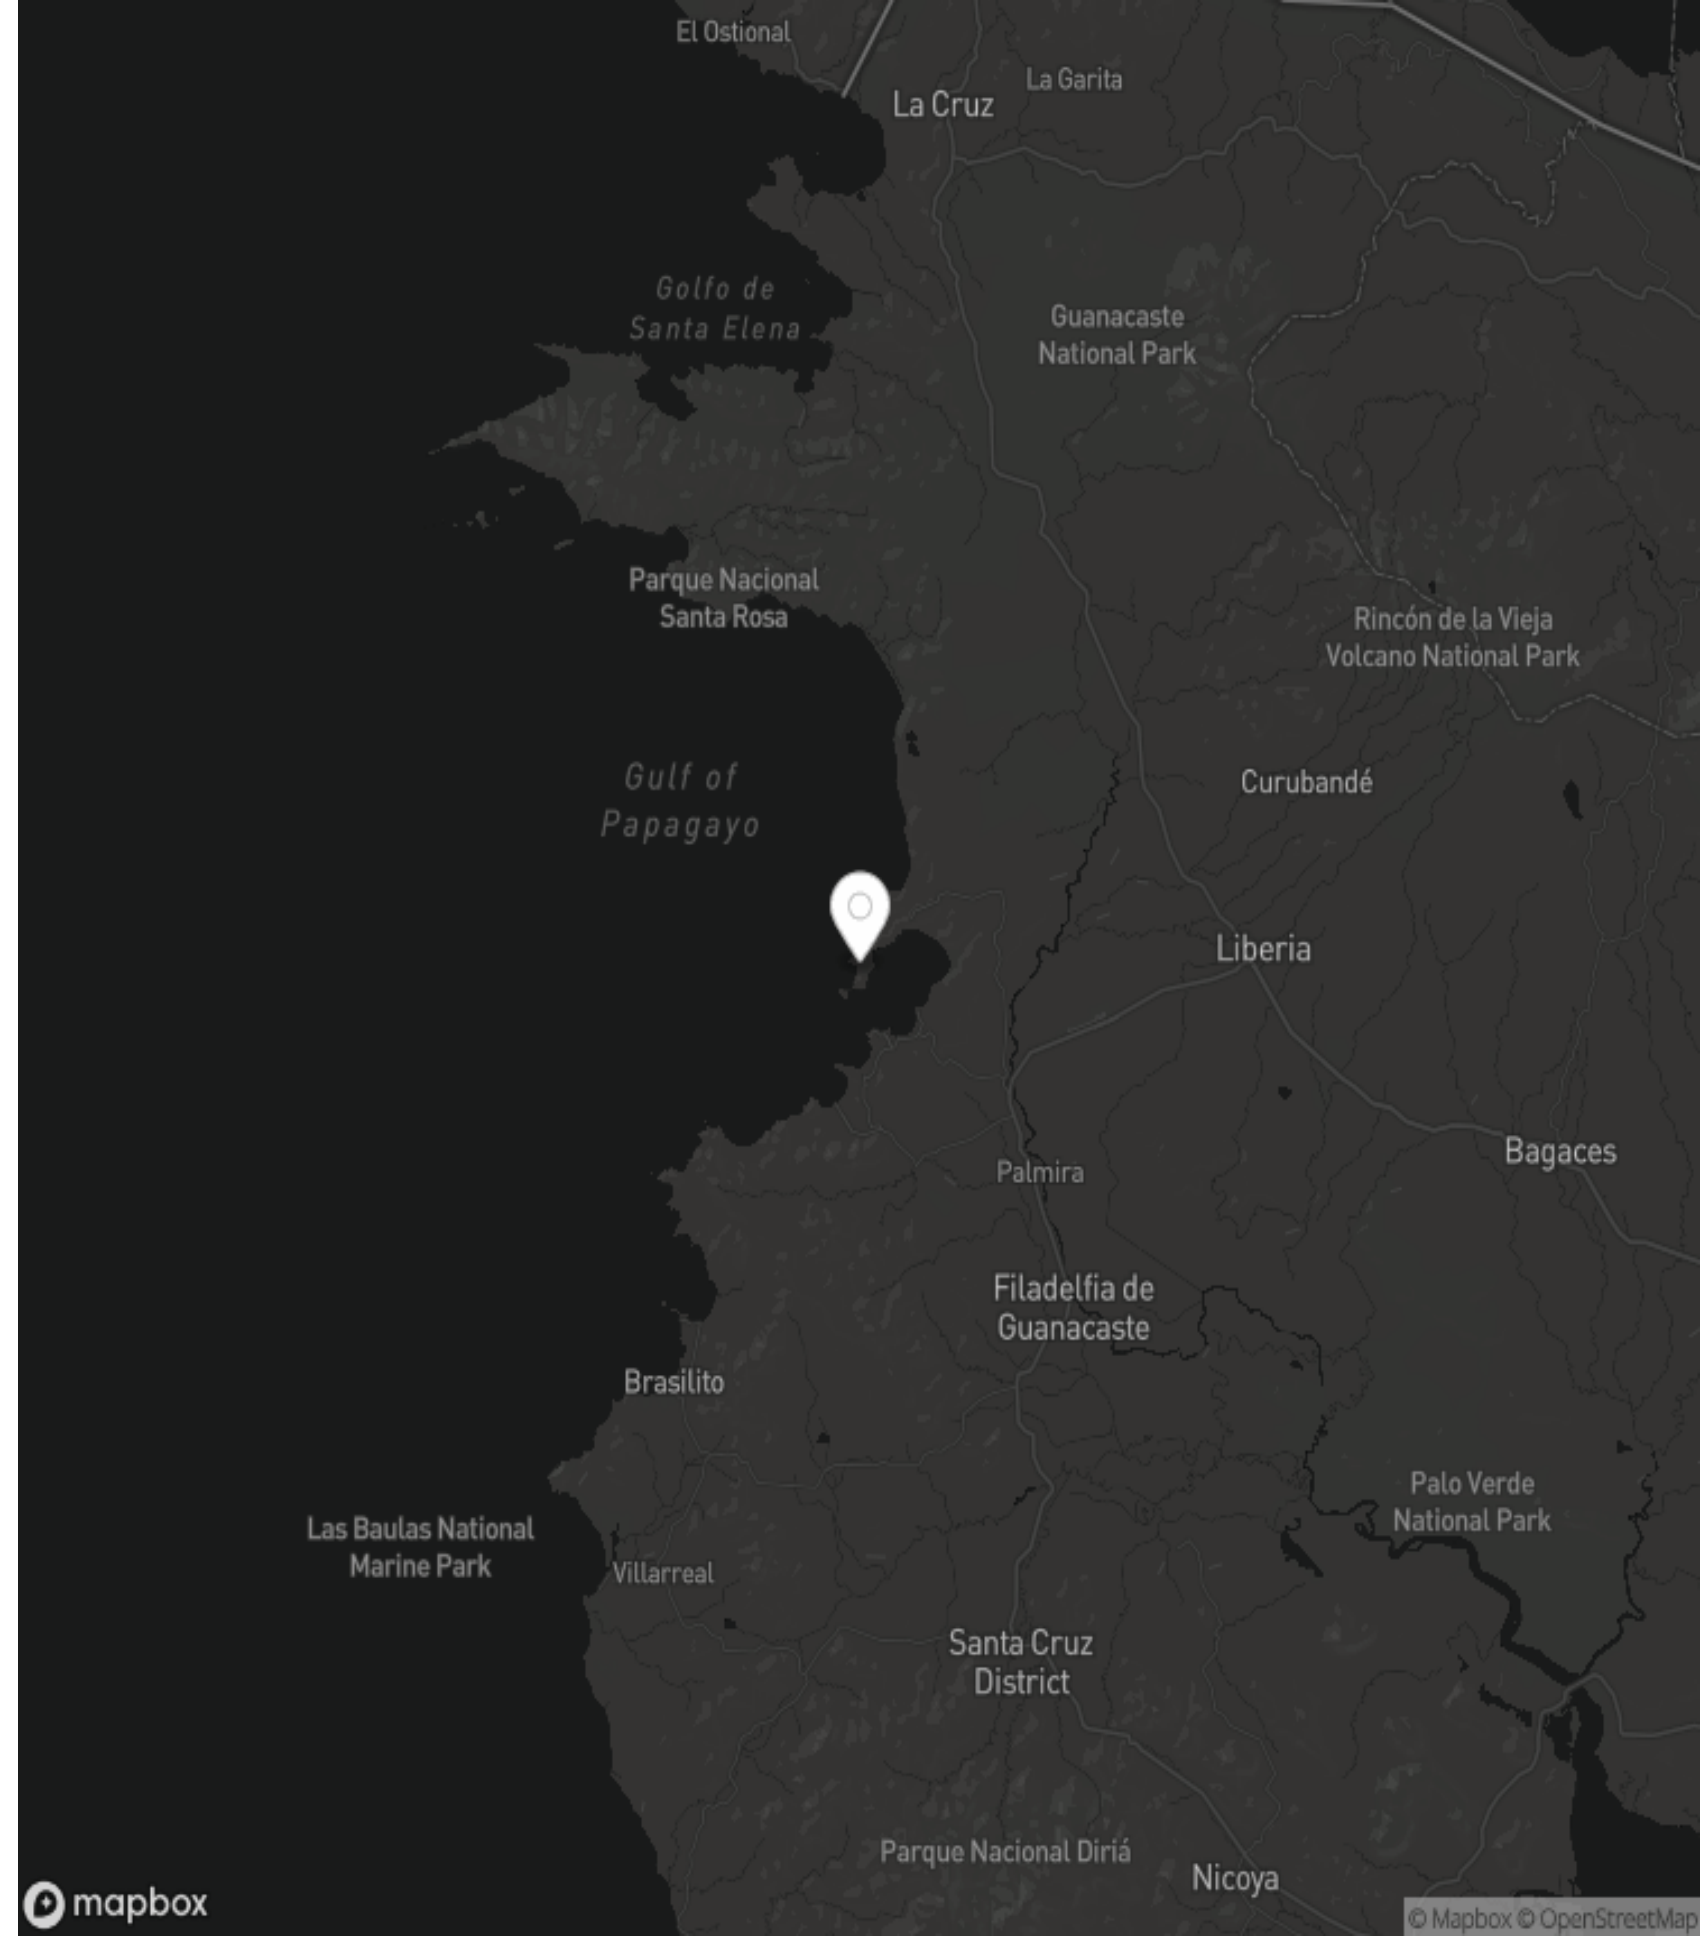 El Ostional
La Garita
La Cruz
Golfo de
Santa Elena
Guanacaste
National Park
Parque Nacional
Santa Rosa
Rincón de la Vieja
Volcano National Park
Gulf of
Papagayo
Curubandé
Liberia
Bagaces
Palmira
Filadelfia de
Guanacaste
Brasilito
Palo Verde
National Park
Las Baulas National
Marine Park
Villarreal
Santa Cruz
District
Parque Nacional Diriá
Nicoya
mapbox
© Mapbox © OpenStreetMap